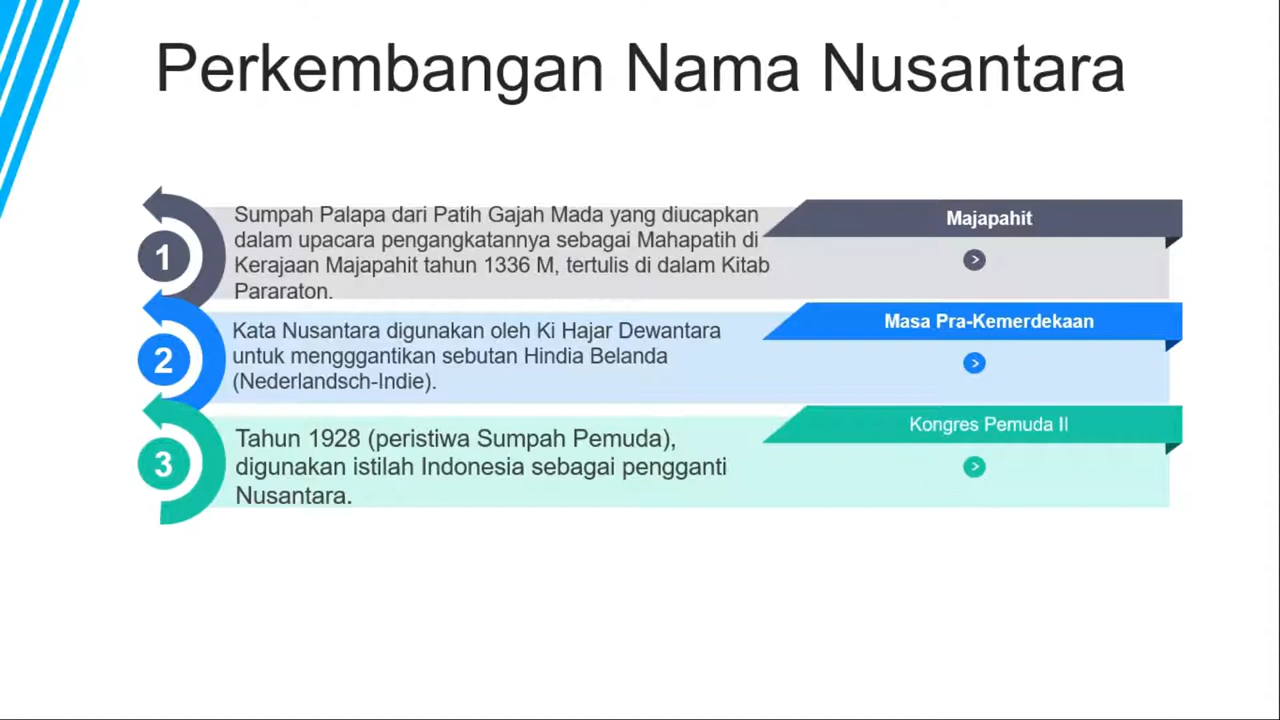 Perkembangan Nama Nusantara
1
Sumpah Palapa dari Patih Gajah Mada yang diucapkan
dalam upacara pengangkatannya sebagai Mahapatih di
Kerajaan Majapahit tahun 1336 M, tertulis di dalam Kitab
Pararaton.
Majapahit
2
Kata Nusantara digunakan oleh Ki Hajar Dewantara
untuk mengggantikan sebutan Hindia Belanda
(Nederlandsch-Indie).
Masa Pra-Kemerdekaan
3
Tahun 1928 (peristiwa Sumpah Pemuda),
digunakan istilah Indonesia sebagai pengganti
Nusantara.
Kongres Pemuda II